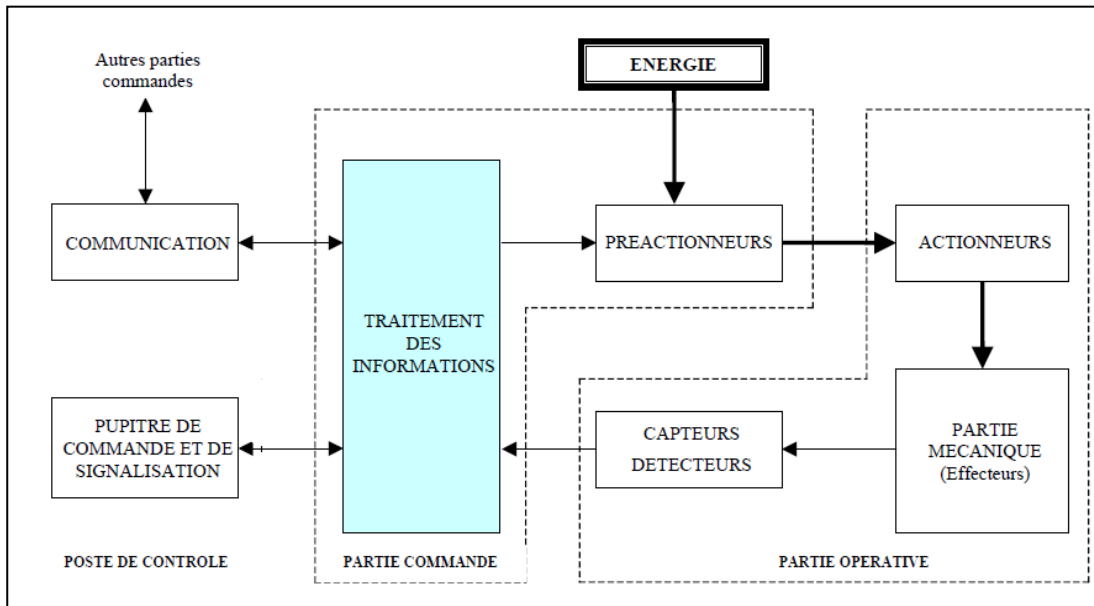 Autres parties
commandes
ENERGIE
COMMUNICATION
PREACTIONNEURS
ACTIONNEURS
TRAITEMENT
DES
INFORMATIONS
PUPITRE DE
COMMANDE ET DE
SIGNALISATION
CAPTEURS
DETECTEURS
PARTIE
MECANIQUE
(Effecteurs)
POSTE DE CONTROLE
PARTIE COMMANDE
PARTIE OPERATIVE